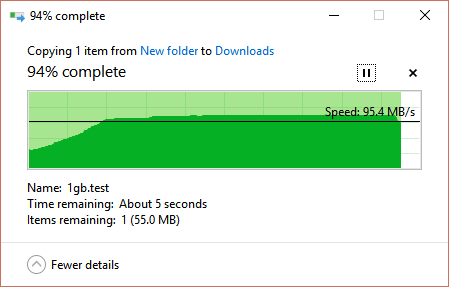 94% complete
Copying 1 item from New folder to Downloads
94% complete
Speed: 95.4 MB/s
Name: 1gb.test
Time remaining: About 5 seconds
Items remaining: 1 (55.0 MB)
Fewer details